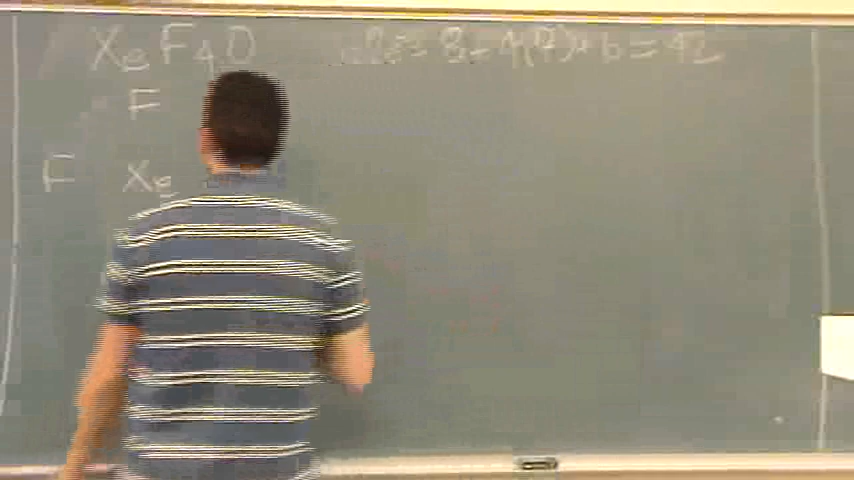 XeF₄O = 8 + 4(7) + 6 = 42
F
F Xe